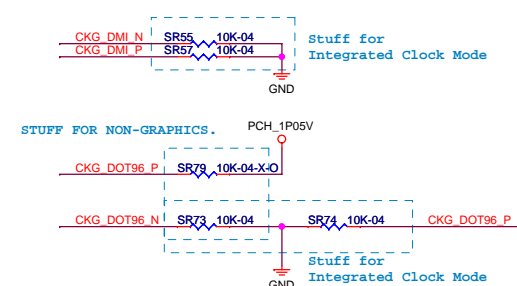 CKG_DMI_N SR55 10K-04 Stuff for
CKG_DMI_P SR57 10K-04 Integrated Clock Mode
GND
STUFF FOR NON-GRAPHICS. PCH_1P05V
CKG_DOT96_P SR79 10K-04-X-O
CKG_DOT96_N SR73 10K-04 SR74 10K-04 CKG_DOT96_P
Stuff for
GND Integrated Clock Mode